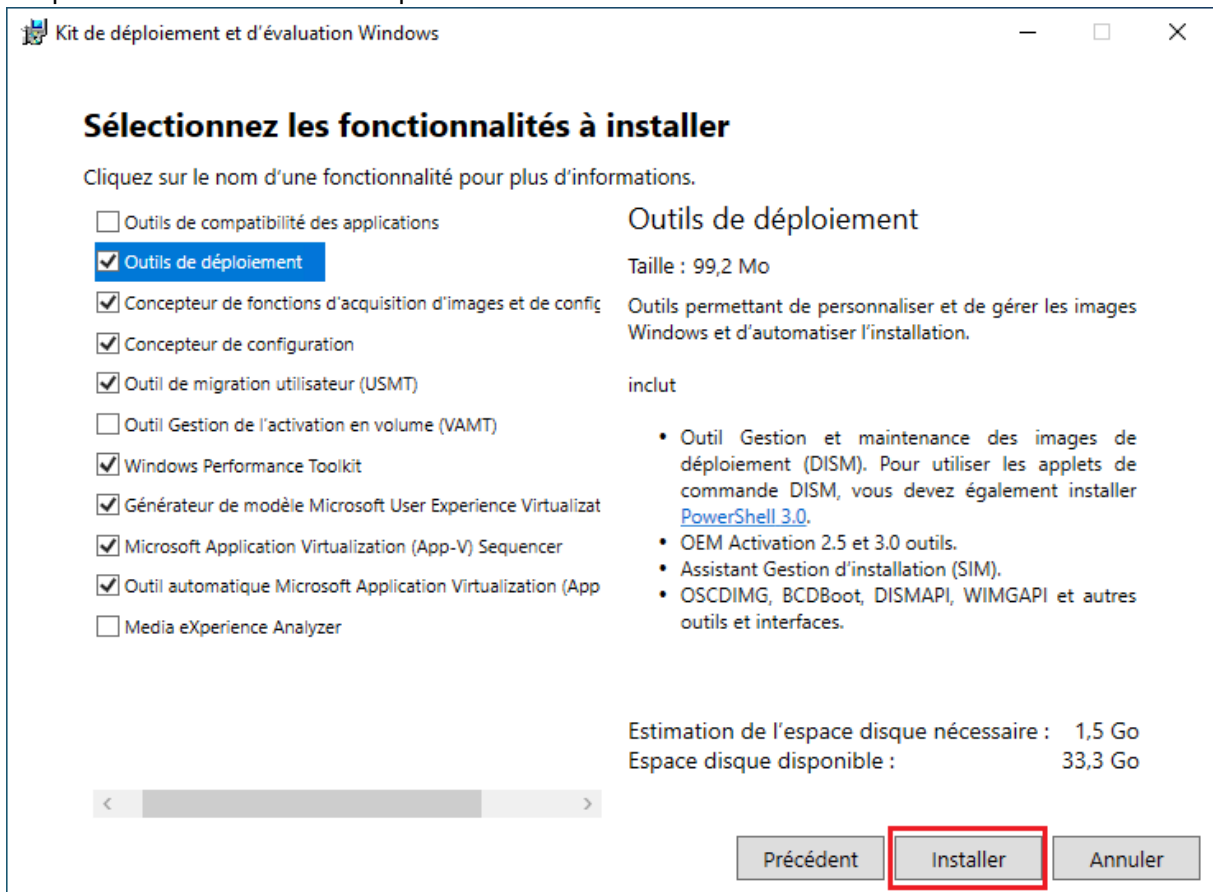 Kit de déploiement et d'évaluation Windows
Sélectionnez les fonctionnalités à installer
Cliquez sur le nom d'une fonctionnalité pour plus d'informations.
Outils de compatibilité des applications
Outils de déploiement
Concepteur de fonctions d'acquisition d'images et de config
Concepteur de configuration
Outil de migration utilisateur (USMT)
Outil Gestion de l'activation en volume (VAMT)
Windows Performance Toolkit
Générateur de modèle Microsoft User Experience Virtualizat
Microsoft Application Virtualization (App-V) Sequencer
Outil automatique Microsoft Application Virtualization (App
Media eXperience Analyzer
Outils de déploiement
Taille : 99,2 Mo
Outils permettant de personnaliser et de gérer les images
Windows et d'automatiser l'installation.
inclut
• Outil Gestion et maintenance des images de
déploiement (DISM). Pour utiliser les applets de
commande DISM, vous devez également installer
PowerShell 3.0.
• OEM Activation 2.5 et 3.0 outils.
• Assistant Gestion d'installation (SIM).
• OSCDIMG, BCDBoot, DISMAPI, WIMGAPI et autres
outils et interfaces.
Estimation de l'espace disque nécessaire : 1,5 Go
Espace disque disponible : 33,3 Go
Précédent Installer Annuler